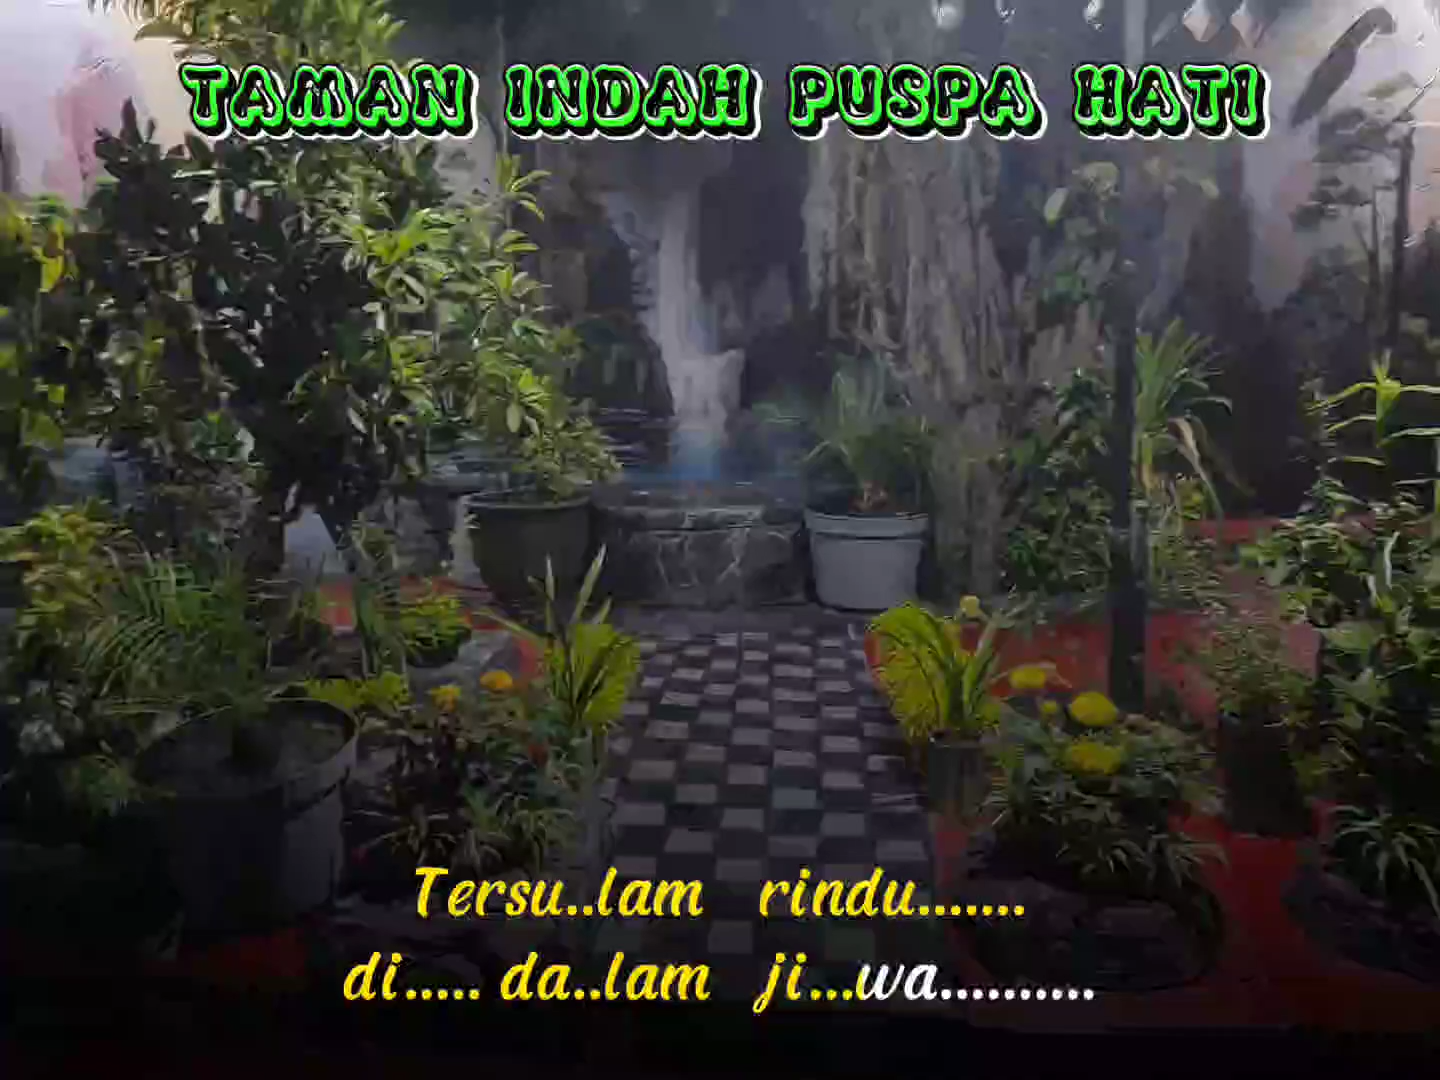 TAMAN INDAH PUSPA HATI
Tersu..lam rindu.......
di..... da..lam ji...wa..........